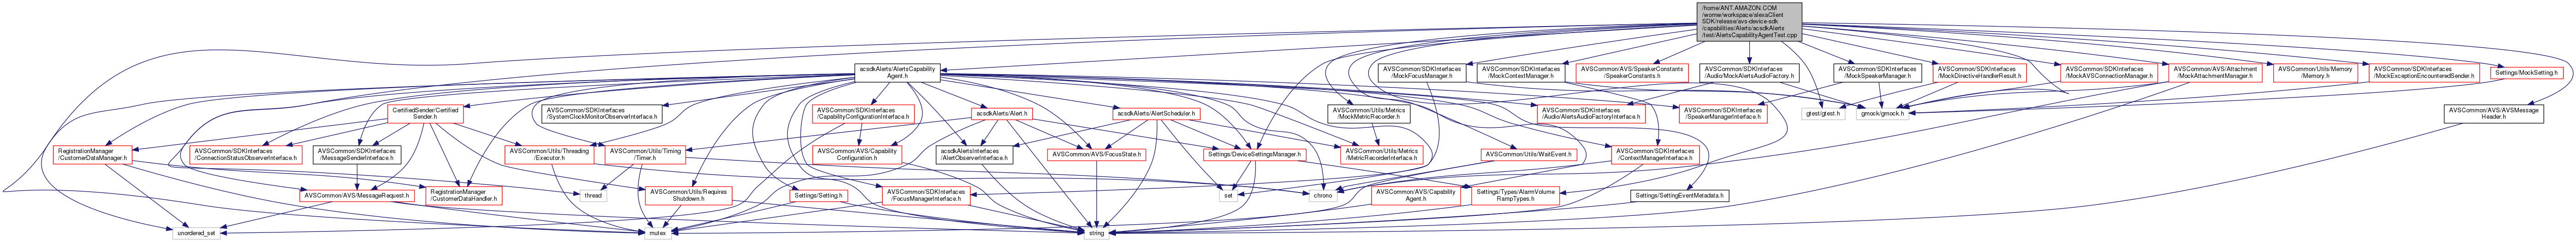 /home/ANT.AMAZON.COM
/womw/workspace/alexaClient
SDK/release/avs-device-sdk
/capabilities/Alerts/acsdkAlerts
/test/AlertsCapabilityAgentTest.cpp
acsdkAlerts/AlertsCapability
Agent.h
AVSCommon/SDKInterfaces
/MockFocusManager.h
AVSCommon/SDKInterfaces
/MockContextManager.h
AVSCommon/AVS/SpeakerConstants
/SpeakerConstants.h
AVSCommon/SDKInterfaces
/Audio/MockAlertsAudioFactory.h
AVSCommon/SDKInterfaces
/MockSpeakerManager.h
AVSCommon/SDKInterfaces
/MockDirectiveHandlerResult.h
AVSCommon/SDKInterfaces
/MockAVSConnectionManager.h
AVSCommon/AVS/Attachment
/MockAttachmentManager.h
AVSCommon/Utils/Memory
/Memory.h
AVSCommon/SDKInterfaces
/MockExceptionEncounteredSender.h
Settings/MockSetting.h
CertifiedSender/Certified
Sender.h
AVSCommon/SDKInterfaces
/SystemClockMonitorObserverInterface.h
AVSCommon/SDKInterfaces
/CapabilityConfigurationInterface.h
acsdkAlerts/Alert.h
acsdkAlerts/AlertScheduler.h
AVSCommon/Utils/Metrics
/MockMetricRecorder.h
AVSCommon/SDKInterfaces
/Audio/AlertsAudioFactoryInterface.h
AVSCommon/SDKInterfaces
/SpeakerManagerInterface.h
gtest/gtest.h
gmock/gmock.h
AVSCommon/AVS/AVSMessage
Header.h
RegistrationManager
/CustomerDataManager.h
AVSCommon/SDKInterfaces
/ConnectionStatusObserverInterface.h
AVSCommon/SDKInterfaces
/MessageSenderInterface.h
AVSCommon/Utils/Threading
/Executor.h
AVSCommon/Utils/Timing
/Timer.h
AVSCommon/AVS/Capability
Configuration.h
acsdkAlertsInterfaces
/AlertObserverInterface.h
AVSCommon/AVS/FocusState.h
Settings/DeviceSettingsManager.h
AVSCommon/Utils/Metrics
/MetricRecorderInterface.h
AVSCommon/Utils/WaitEvent.h
AVSCommon/SDKInterfaces
/ContextManagerInterface.h
AVSCommon/AVS/MessageRequest.h
RegistrationManager
/CustomerDataHandler.h
thread
AVSCommon/Utils/Requires
Shutdown.h
Settings/Setting.h
AVSCommon/SDKInterfaces
/FocusManagerInterface.h
set
chrono
AVSCommon/AVS/Capability
Agent.h
Settings/Types/AlarmVolume
RampTypes.h
Settings/SettingEventMetadata.h
unordered_set
mutex
string